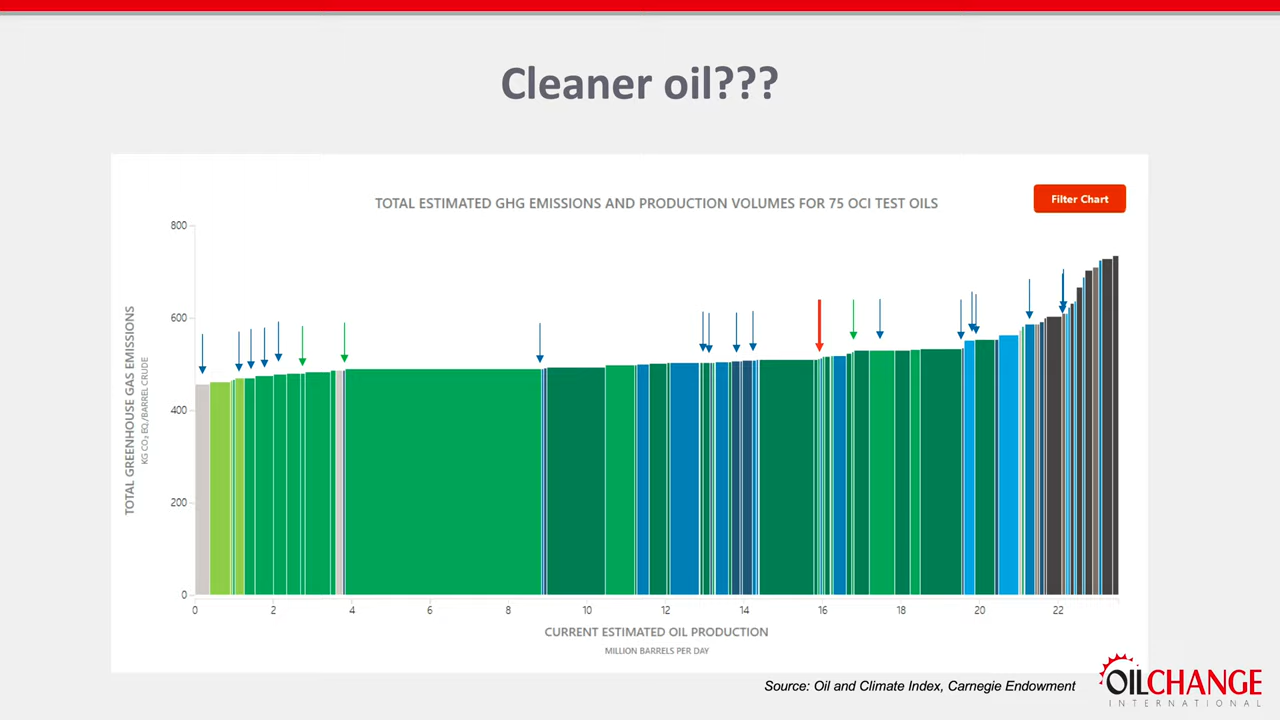 Cleaner oil???
TOTAL ESTIMATED GHG EMISSIONS AND PRODUCTION VOLUMES FOR 75 OCI TEST OILS
Filter Chart
TOTAL GREENHOUSE GAS EMISSIONS
KG CO₂ EQ./BARREL CRUDE
800
600
400
200
0
0 2 4 6 8 10 12 14 16 18 20 22
CURRENT ESTIMATED OIL PRODUCTION
MILLION BARRELS PER DAY
Source: Oil and Climate Index, Carnegie Endowment
OILCHANGE
INTERNATIONAL